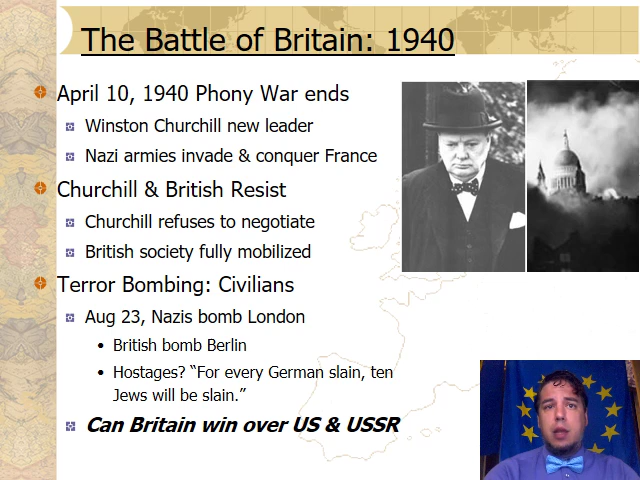 The Battle of Britain: 1940
April 10, 1940 Phony War ends
Winston Churchill new leader
Nazi armies invade & conquer France
Churchill & British Resist
Churchill refuses to negotiate
British society fully mobilized
Terror Bombing: Civilians
Aug 23, Nazis bomb London
British bomb Berlin
Hostages? “For every German slain, ten
Jews will be slain.”
Can Britain win over US & USSR